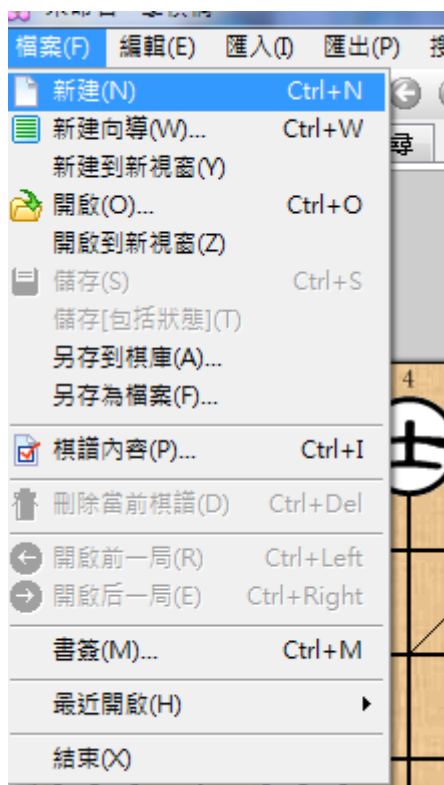 檔案(F) 編輯(E) 匯入(I) 匯出(P)
新建(N) Ctrl+N
新建向導(W)... Ctrl+W
新建到新視窗(Y)
開啟(O)... Ctrl+O
開啟到新視窗(Z)
儲存(S) Ctrl+S
儲存[包括狀態](T)
另存到棋庫(A)...
另存為檔案(F)...
棋譜內容(P)... Ctrl+I
刪除當前棋譜(D) Ctrl+Del
開啟前一局(R) Ctrl+Left
開啟后一局(E) Ctrl+Right
書簽(M)... Ctrl+M
最近開啟(H)
結束(X)
尋
4
士